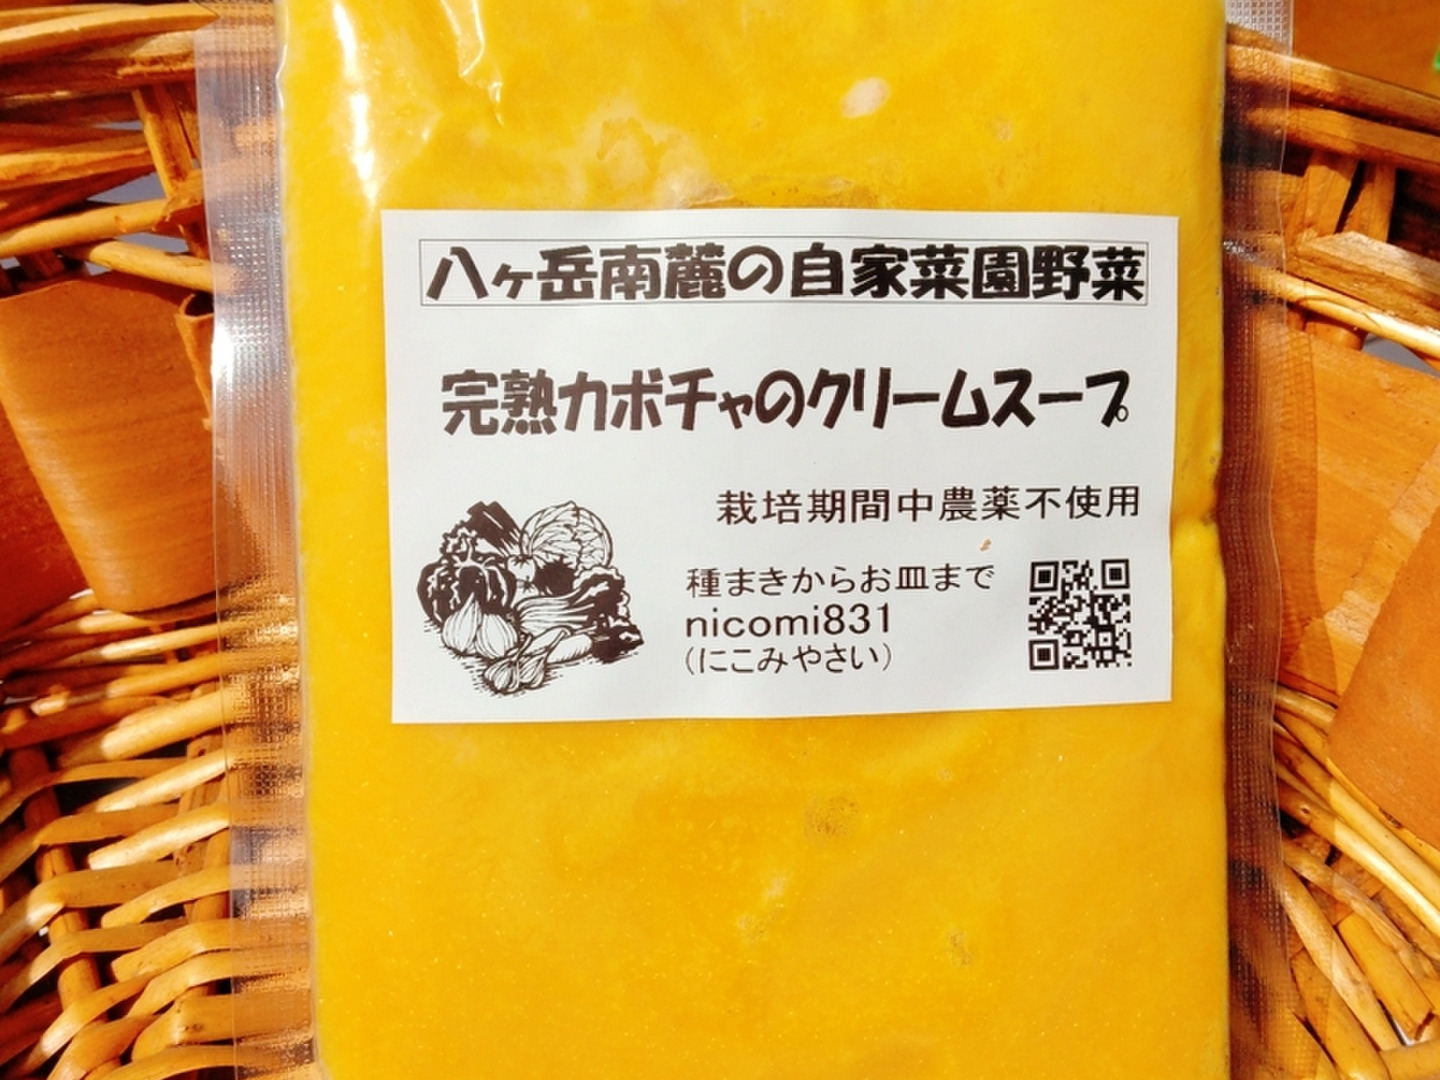 八ヶ岳南麓の自家菜園野菜
完熟カボチャのクリームスープ
栽培期間中農薬不使用
種まきからお皿まで
nicomi831
(にこみやさい)